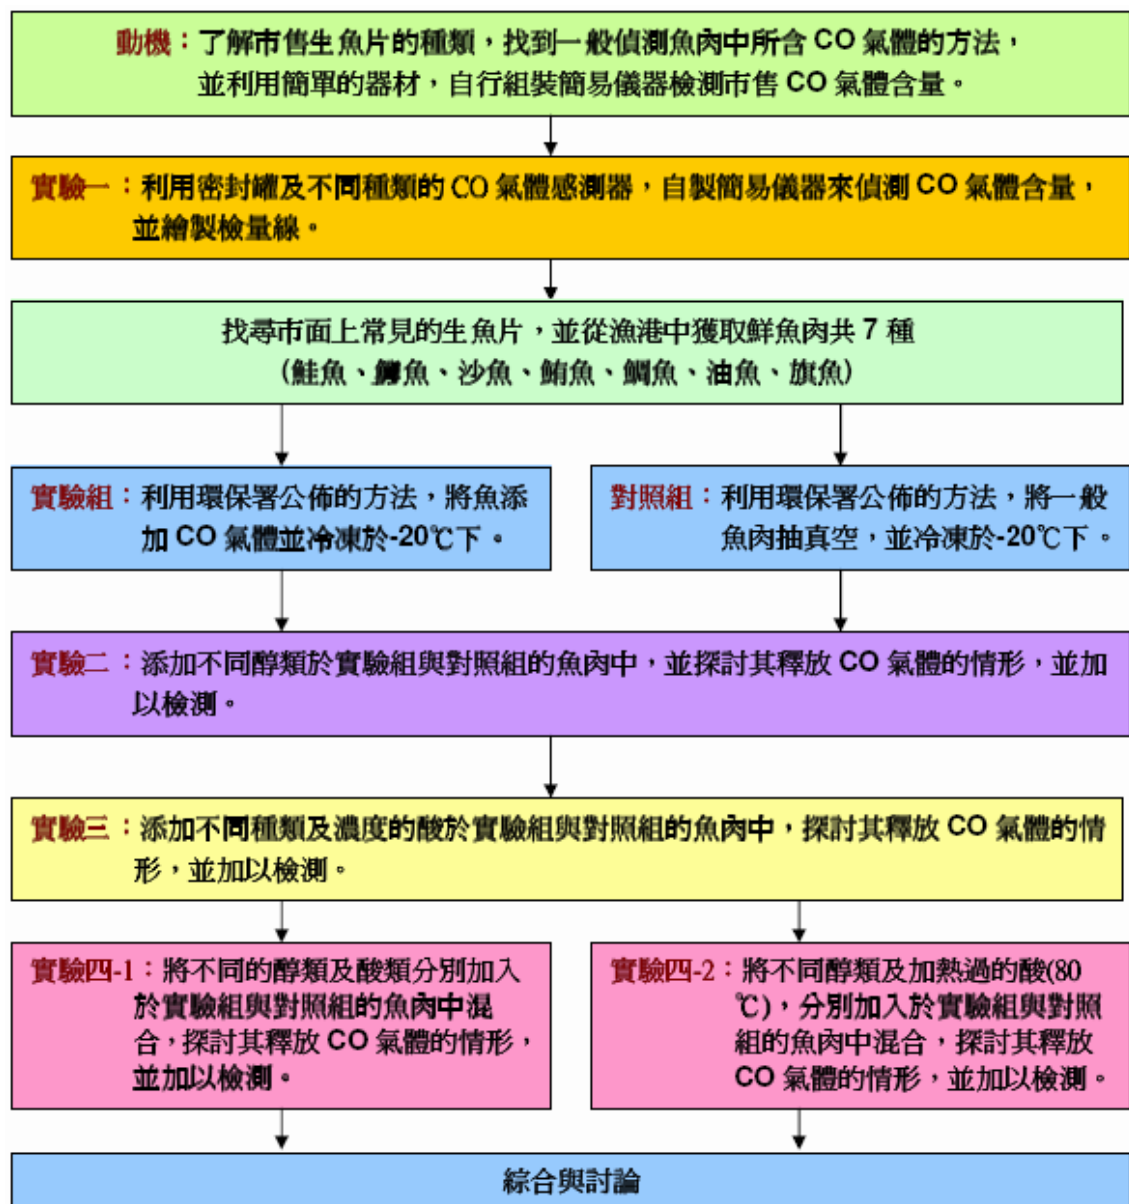 動機：了解市售生魚片的種類，找到一般偵測魚肉中所含 CO 氣體的方法，
並利用簡單的器材，自行組裝簡易儀器檢測市售 CO 氣體含量。
實驗一：利用密封罐及不同種類的 CO 氣體感測器，自製簡易儀器來偵測 CO 氣體含量，
並繪製檢量線。
找尋市面上常見的生魚片，並從漁港中獲取鮮魚肉共 7 種
(鮭魚、鱘魚、沙魚、鮪魚、鯛魚、油魚、旗魚)
實驗組：利用環保署公佈的方法，將魚添
加 CO 氣體並冷凍於-20℃下。
對照組：利用環保署公佈的方法，將一般
魚肉抽真空，並冷凍於-20℃下。
實驗二：添加不同醇類於實驗組與對照組的魚肉中，並探討其釋放 CO 氣體的情形，並加
以檢測。
實驗三：添加不同種類及濃度的酸於實驗組與對照組的魚肉中，探討其釋放 CO 氣體的情
形，並加以檢測。
實驗四-1：將不同的醇類及酸類分別加入
於實驗組與對照組的魚肉中混
合，探討其釋放 CO 氣體的情形，
並加以檢測。
實驗四-2：將不同醇類及加熱過的酸(80
℃)，分別加入於實驗組與對照
組的魚肉中混合，探討其釋放
CO 氣體的情形，並加以檢測。
綜合與討論